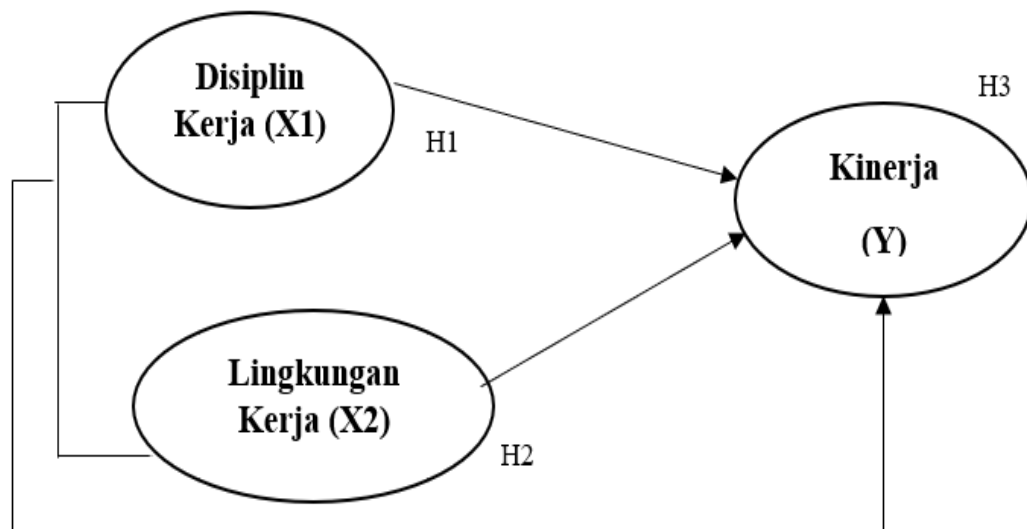 Disiplin
Kerja (X1)
H1
H3
Kinerja
(Y)
Lingkungan
Kerja (X2)
H2